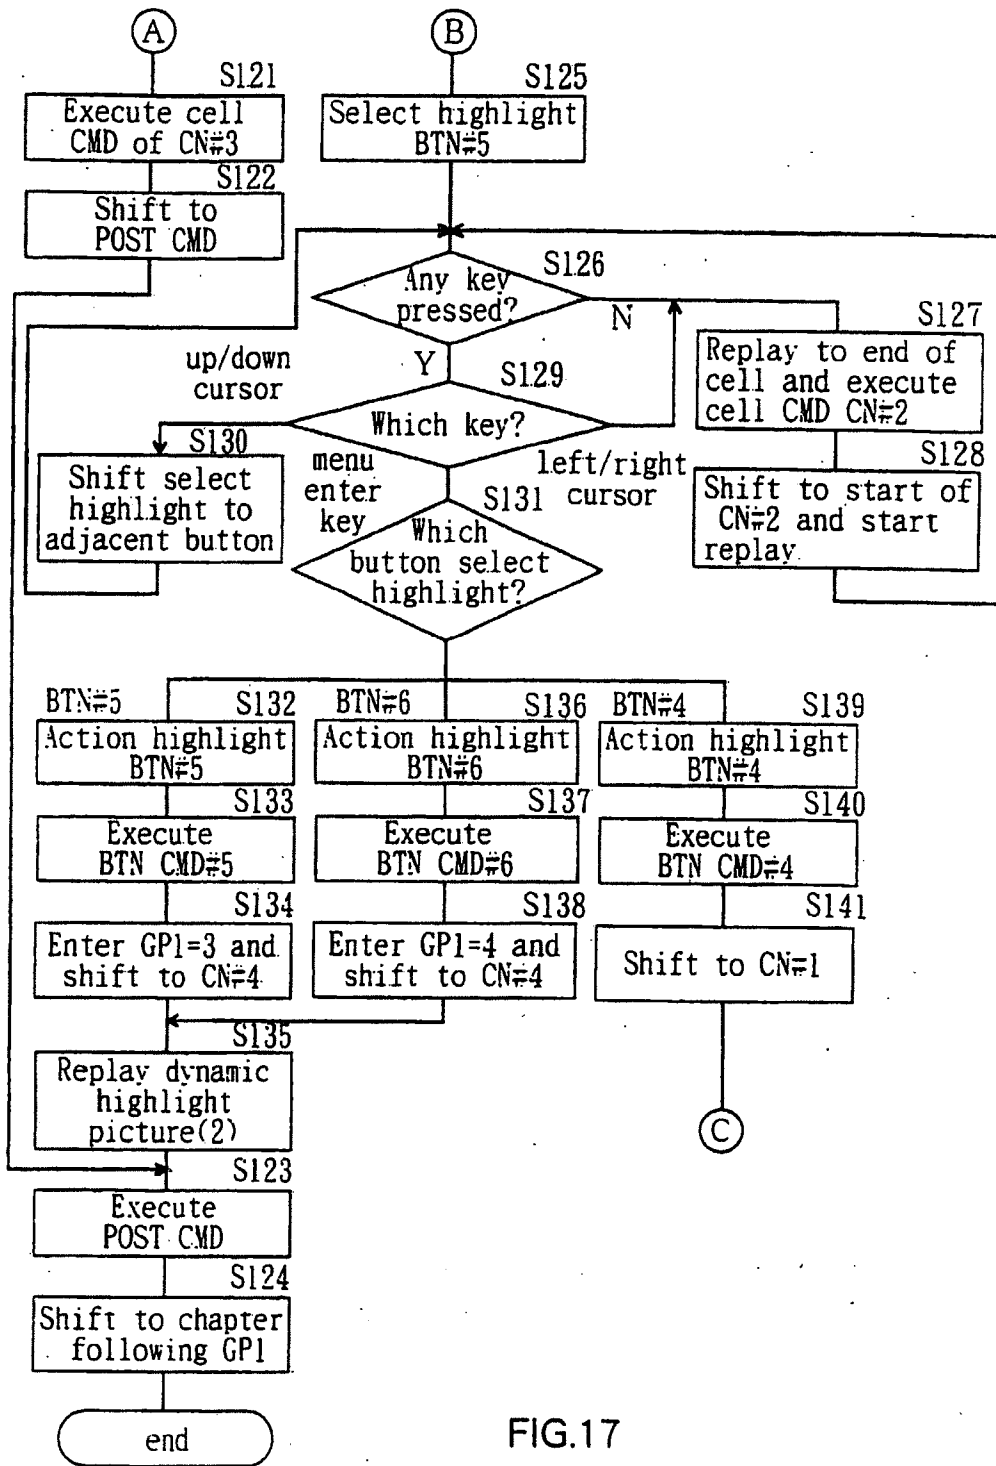 A
B
S121
Execute cell
CMD of CN#3
S122
Shift to
POST CMD
S125
Select highlight
BTN#5
S126
Any key
pressed?
N
Y
S127
Replay to end of
cell and execute
cell CMD CN#2
S128
Shift to start of
CN#2 and start
replay
up/down
cursor
S129
Which key?
S130
Shift select
highlight to
adjacent button
menu
enter
key
left/right
cursor
S131
Which
button select
highlight?
BTN#5
S132
Action highlight
BTN#5
S133
Execute
BTN CMD#5
S134
Enter GP1=3 and
shift to CN#4
BTN#6
S136
Action highlight
BTN#6
S137
Execute
BTN CMD#6
S138
Enter GP1=4 and
shift to CN#4
BTN#4
S139
Action highlight
BTN#4
S140
Execute
BTN CMD#4
S141
Shift to CN#1
C
S135
Replay dynamic
highlight
picture(2)
S123
Execute
POST CMD
S124
Shift to chapter
following GP1
end
FIG.17